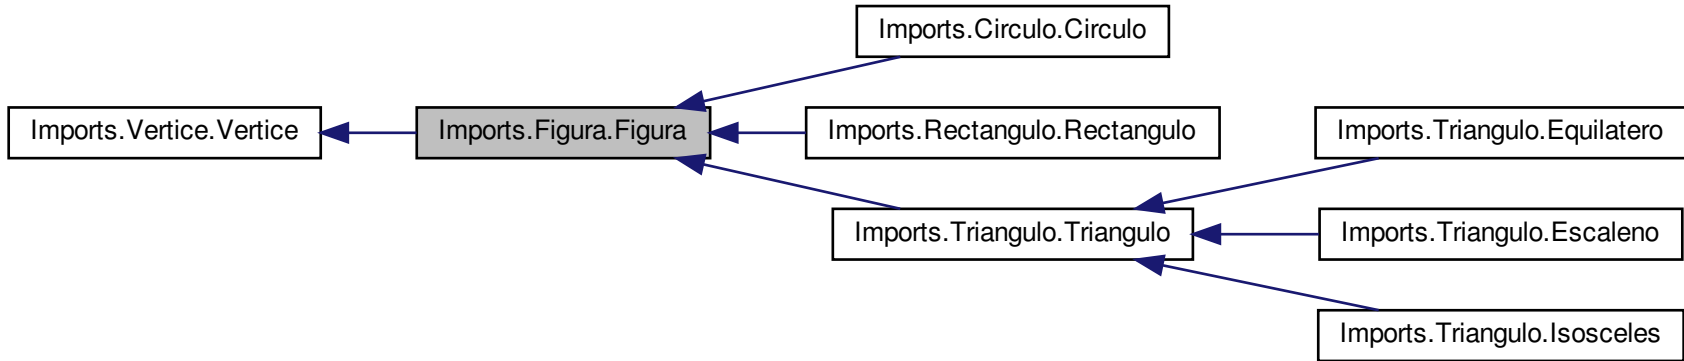 Imports.Circulo.Circulo
Imports.Vertice.Vertice
Imports.Figura.Figura
Imports.Rectangulo.Rectangulo
Imports.Triangulo.Equilatero
Imports.Triangulo.Triangulo
Imports.Triangulo.Escaleno
Imports.Triangulo.Isosceles